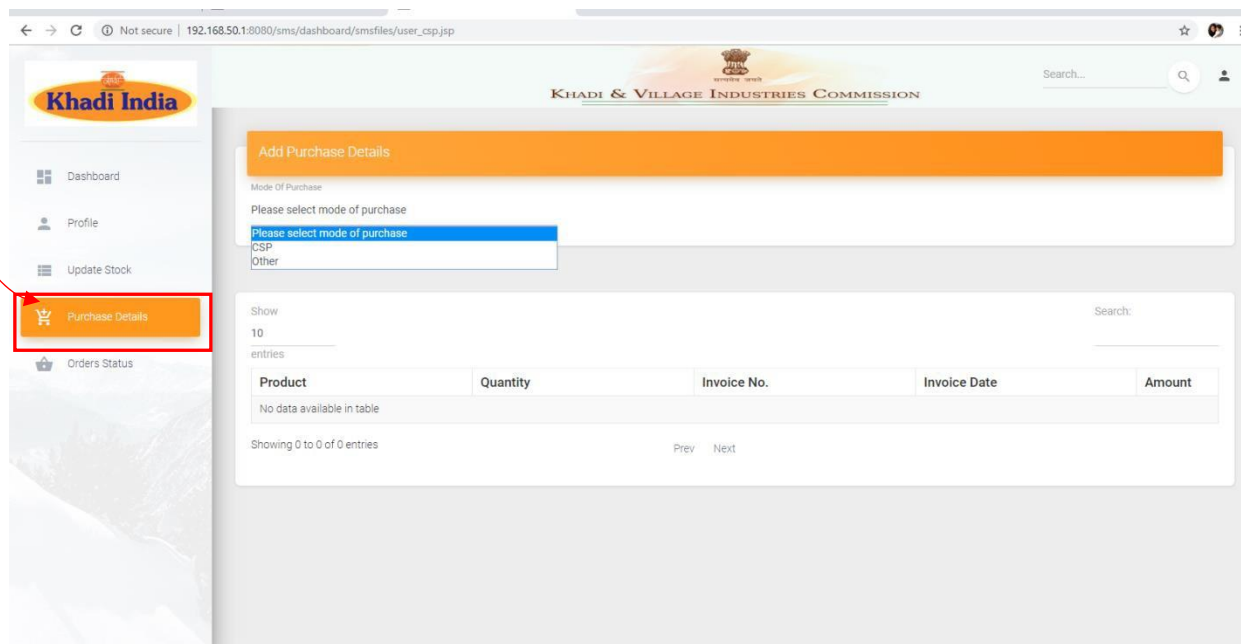 Not secure | 192.168.50.1:8080/sms/dashboard/smsfiles/user_csp.jsp
Khadi India
सत्यमेव जयते
KHADI & VILLAGE INDUSTRIES COMMISSION
Search...
Dashboard
Profile
Update Stock
Purchase Details
Orders Status
Add Purchase Details
Mode Of Purchase
Please select mode of purchase
Please select mode of purchase
CSP
Other
Show
10
entries
Search:
Product Quantity Invoice No. Invoice Date Amount
No data available in table
Showing 0 to 0 of 0 entries
Prev Next